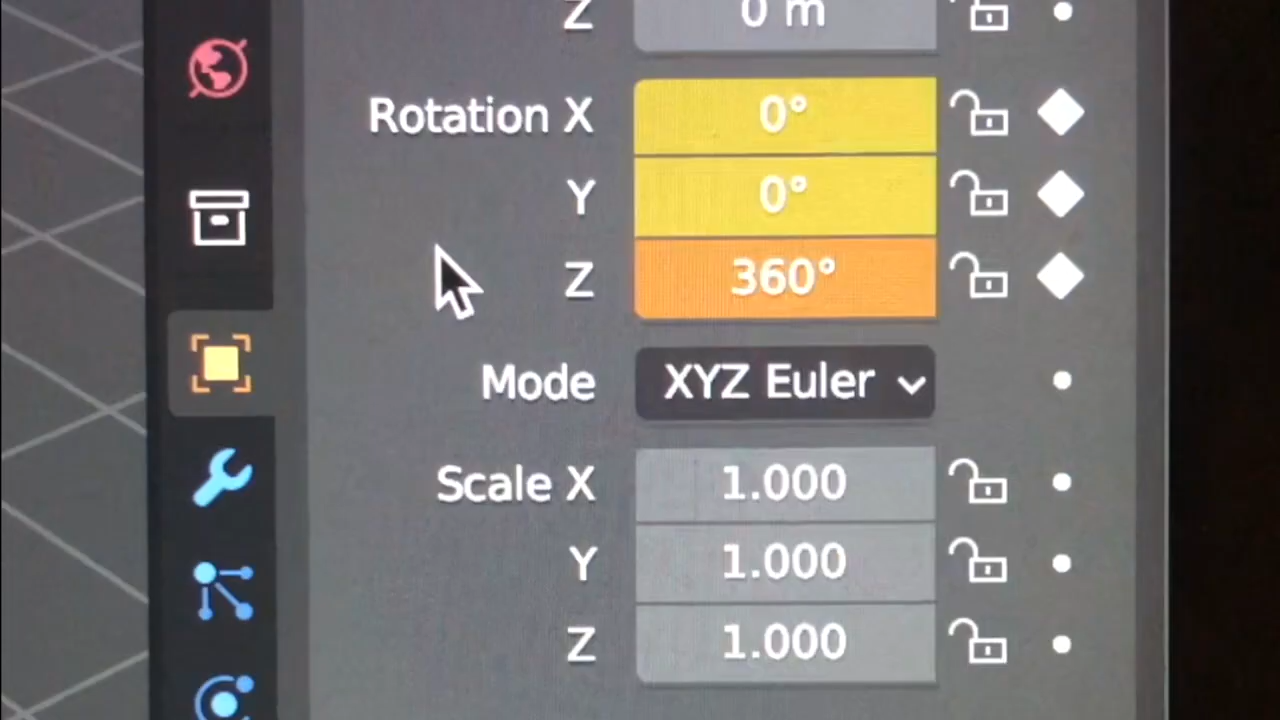 Z 0 m
Rotation X 0°
Y 0°
Z 360°
Mode XYZ Euler
Scale X 1.000
Y 1.000
Z 1.000